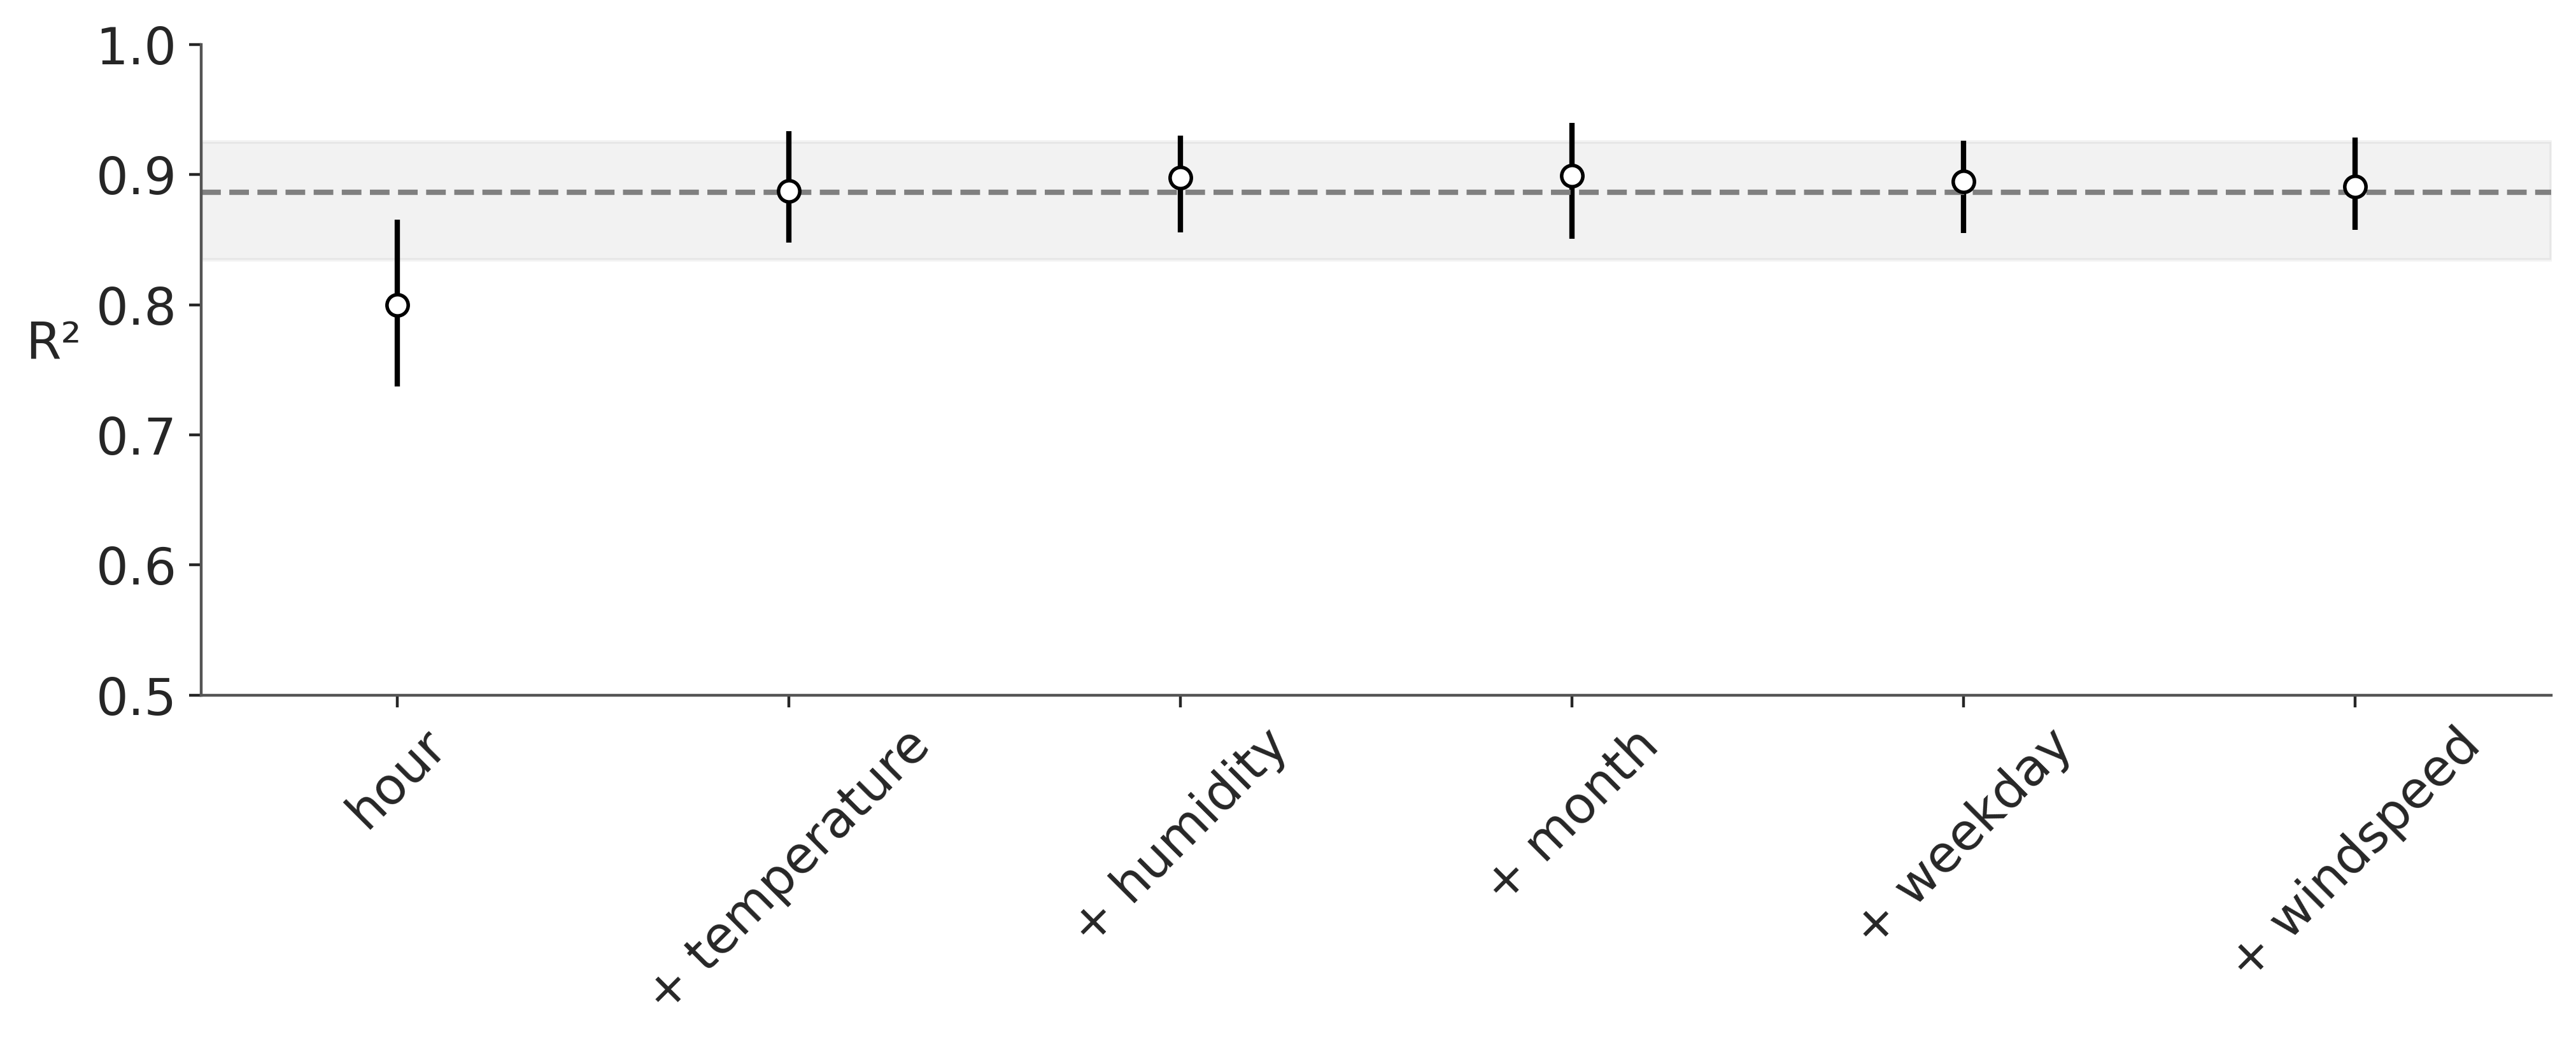 1.0
0.9
0.8
0.7
0.6
0.5
R²
hour
+ temperature
+ humidity
+ month
+ weekday
+ windspeed